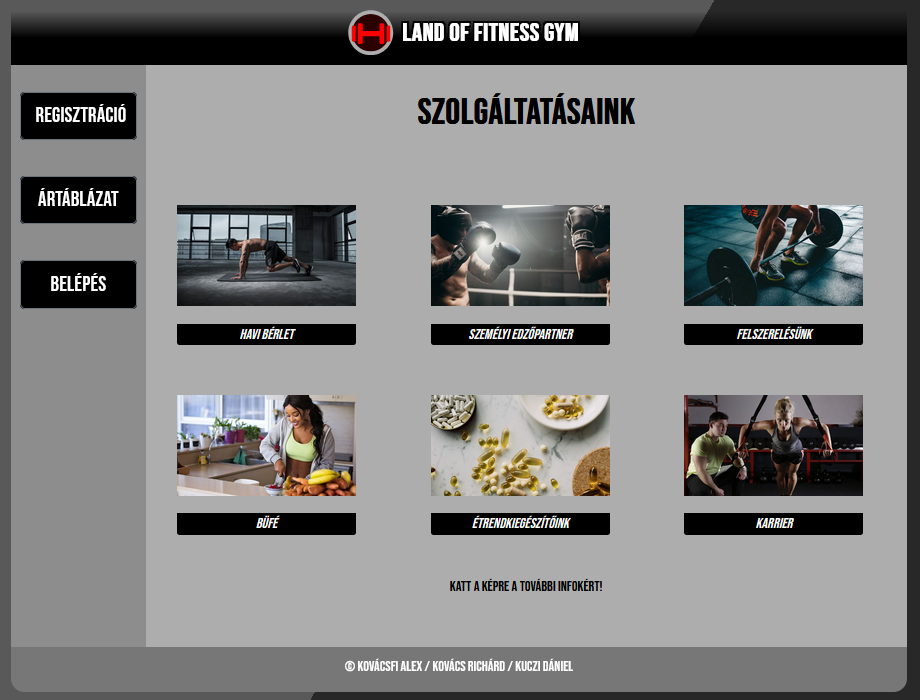 LAND OF FITNESS GYM
REGISZTRÁCIÓ
ÁRTÁBLÁZAT
BELÉPÉS
SZOLGÁLTATÁSAINK
HAVI BÉRLET
SZEMÉLYI EDZŐPARTNER
FELSZERELÉSÜNK
BÜFÉ
ÉTRENDKIEGÉSZÍTŐINK
KARRIER
KATT A KÉPRE A TOVÁBBI INFOKÉRT!
© KOVÁCSFI ALEX / KOVÁCS RICHÁRD / KUCZI DÁNIEL